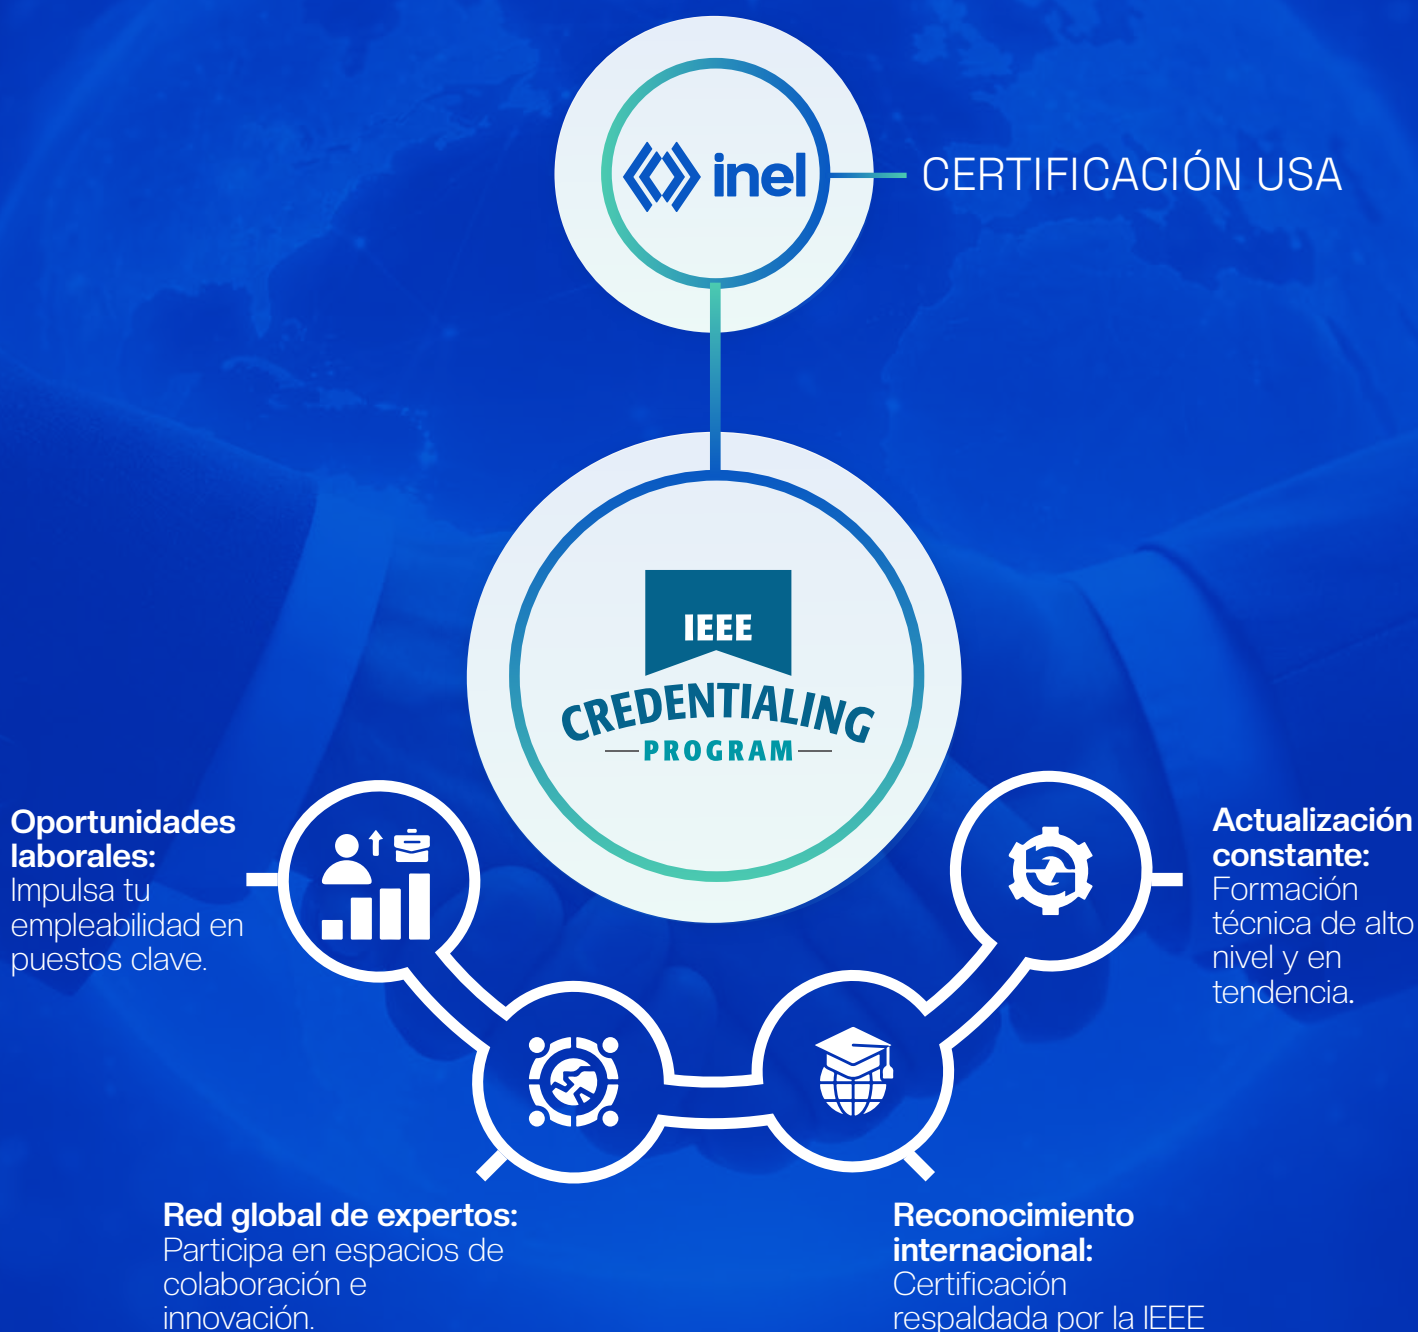 inel
CERTIFICACIÓN USA
IEEE
CREDENTIALING
PROGRAM
Oportunidades
laborales:
Impulsa tu
empleabilidad en
puestos clave.
Actualización
constante:
Formación
técnica de alto
nivel y en
tendencia.
Red global de expertos:
Participa en espacios de
colaboración e
innovación.
Reconocimiento
internacional:
Certificación
respaldada por la IEEE